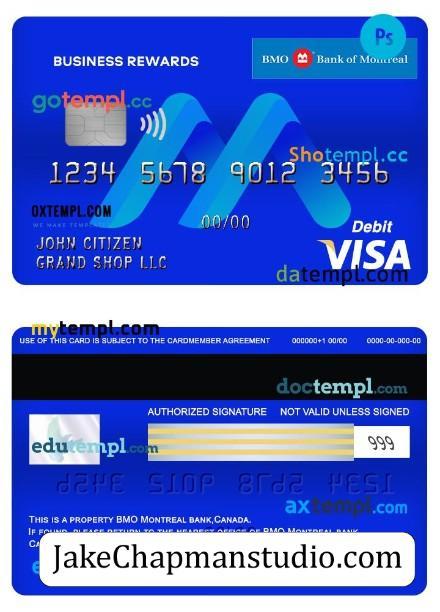 Ps
BUSINESS REWARDS
BMO Bank of Montreal
gotempl.cc
Shotempl.cc
1234 5678 9012 3456
OXTEMPL.COM
WE MAKE TEMPLATES
00/00
JOHN CITIZEN
GRAND SHOP LLC
Debit
VISA
datempl.com
mytempl.com
USE OF THIS CARD IS SUBJECT TO THE CARDMEMBER AGREEMENT 000000+1 00/00 0000-00-000-00
doctempl.com
AUTHORIZED SIGNATURE NOT VALID UNLESS SIGNED
edutempl.com
999
axtempl.com
THIS IS A PROPERTY BMO MONTREAL BANK,CANADA.
IF FOUND, PLEASE RETURN TO THE NEAREST OFFICE OF BMO MONTREAL BANK
JakeChapmanstudio.com